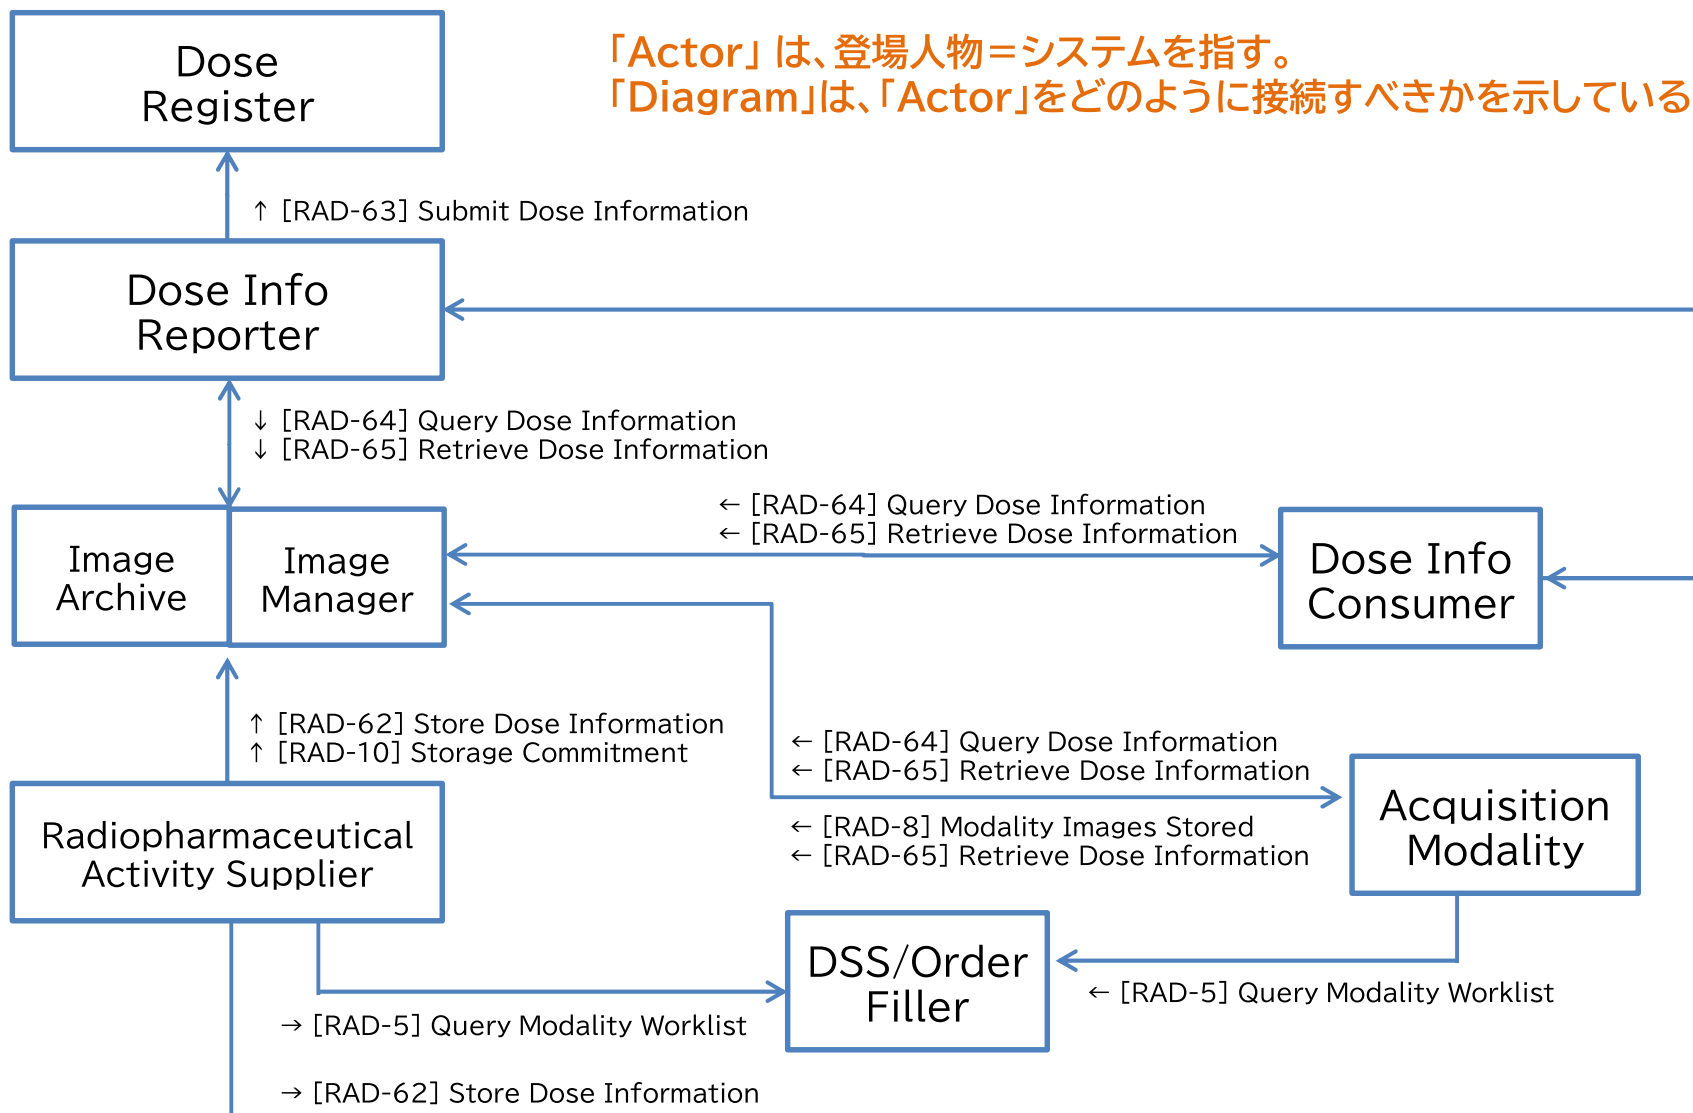 「Actor」 は、登場人物＝システムを指す。
「Diagram」は、「Actor」をどのように接続すべきかを示している
Dose
Register
↑ [RAD-63] Submit Dose Information
Dose Info
Reporter
↓ [RAD-64] Query Dose Information
↓ [RAD-65] Retrieve Dose Information
Image
Archive
Image
Manager
← [RAD-64] Query Dose Information
← [RAD-65] Retrieve Dose Information
Dose Info
Consumer
↑ [RAD-62] Store Dose Information
↑ [RAD-10] Storage Commitment
← [RAD-64] Query Dose Information
← [RAD-65] Retrieve Dose Information
← [RAD-8] Modality Images Stored
← [RAD-65] Retrieve Dose Information
Acquisition
Modality
Radiopharmaceutical
Activity Supplier
DSS/Order
Filler
← [RAD-5] Query Modality Worklist
→ [RAD-5] Query Modality Worklist
→ [RAD-62] Store Dose Information